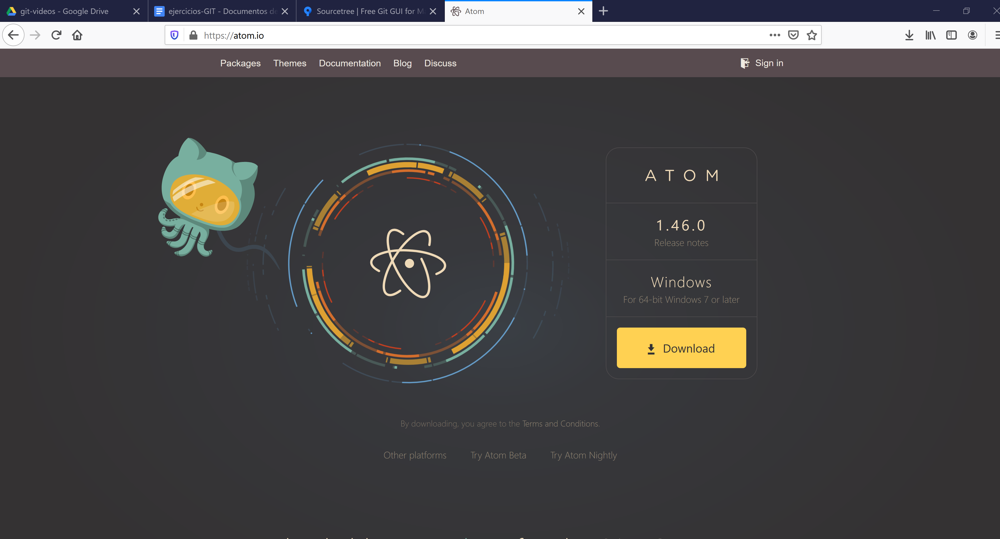 git-videos - Google Drive
ejercicios-GIT - Documentos de
Sourcetree | Free Git GUI for Ma
Atom
https://atom.io
Packages Themes Documentation Blog Discuss
Sign in
ATOM
1.46.0
Release notes
Windows
For 64-bit Windows 7 or later
Download
By downloading, you agree to the Terms and Conditions.
Other platforms Try Atom Beta Try Atom Nightly